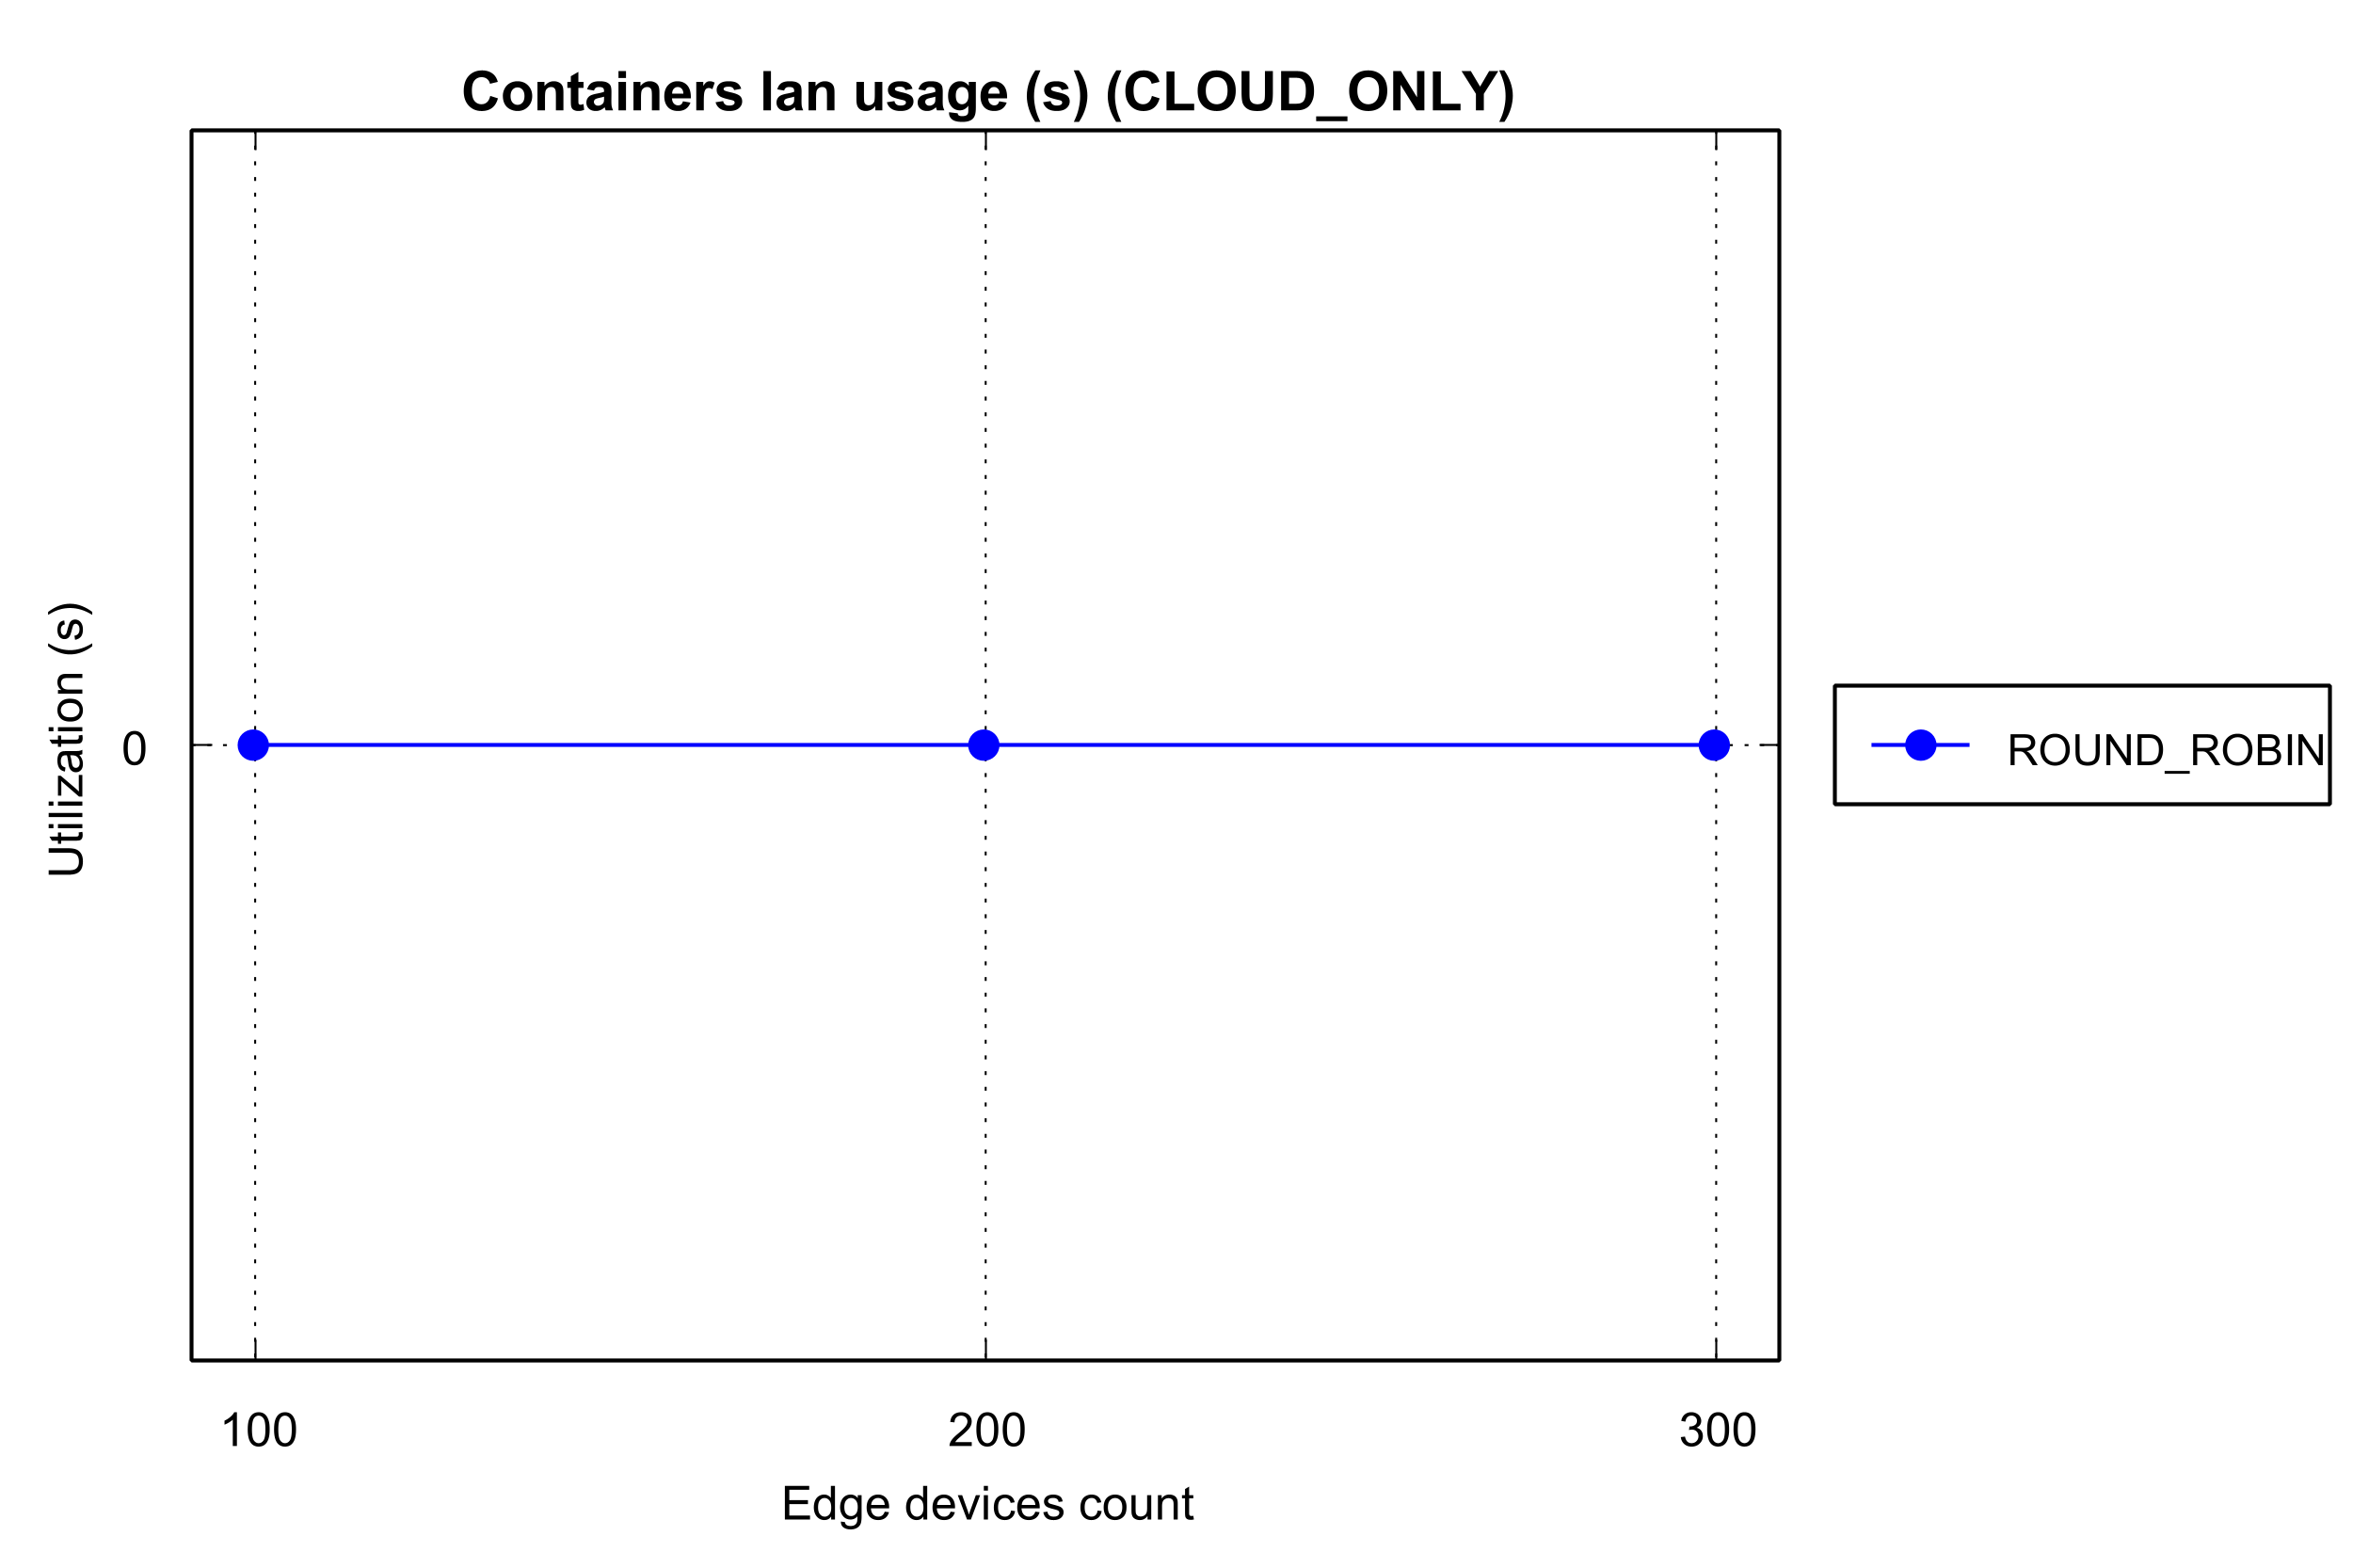 Containers lan usage (s) (CLOUD_ONLY)
Utilization (s)
0
ROUND_ROBIN
100 200 300
Edge devices count